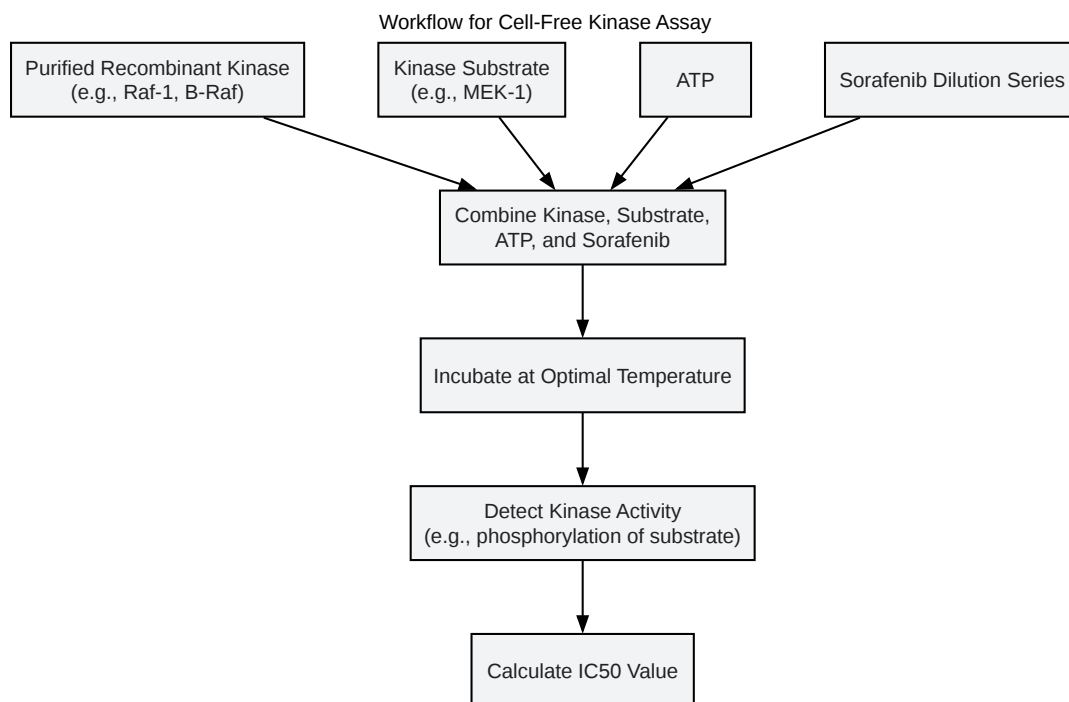 Workflow for Cell-Free Kinase Assay
Purified Recombinant Kinase
(e.g., Raf-1, B-Raf)
Kinase Substrate
(e.g., MEK-1)
ATP
Sorafenib Dilution Series
Combine Kinase, Substrate,
ATP, and Sorafenib
Incubate at Optimal Temperature
Detect Kinase Activity
(e.g., phosphorylation of substrate)
Calculate IC50 Value